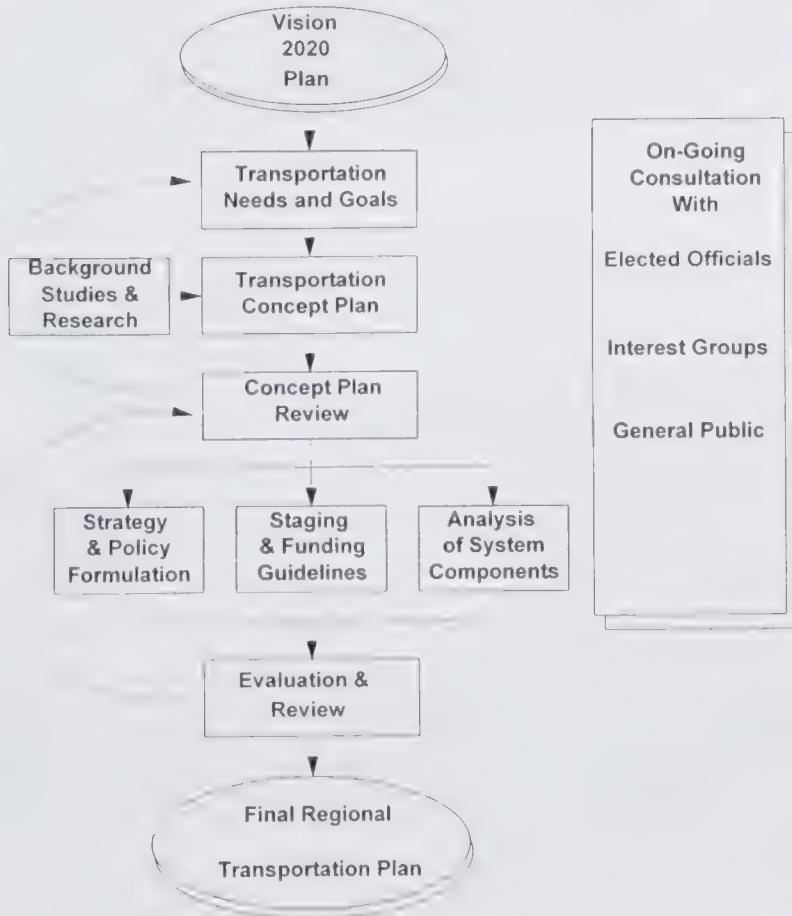 Vision
2020
Plan
Transportation
Needs and Goals
Background
Studies &
Research
Transportation
Concept Plan
Concept Plan
Review
Strategy
& Policy
Formulation
Staging
& Funding
Guidelines
Analysis
of System
Components
Evaluation &
Review
Final Regional
Transportation Plan
On-Going
Consultation
With
Elected Officials
Interest Groups
General Public